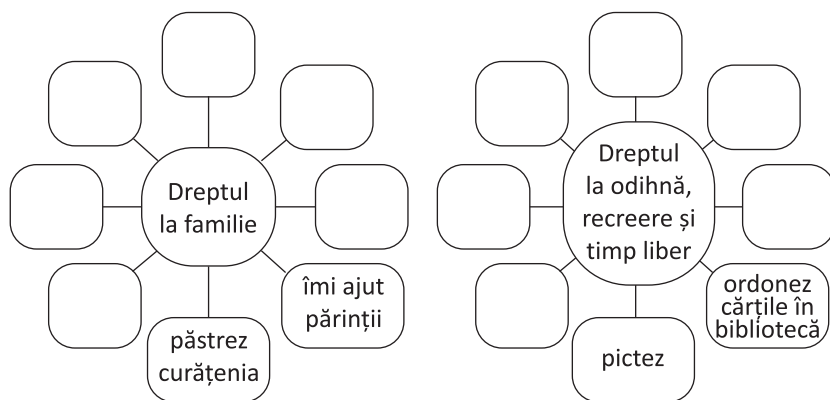 Dreptul
la familie
îmi ajut
părinții
păstrez
curățenia
Dreptul
la odihnă,
recreere și
timp liber
ordonez
cărțile în
bibliotecă
pictez